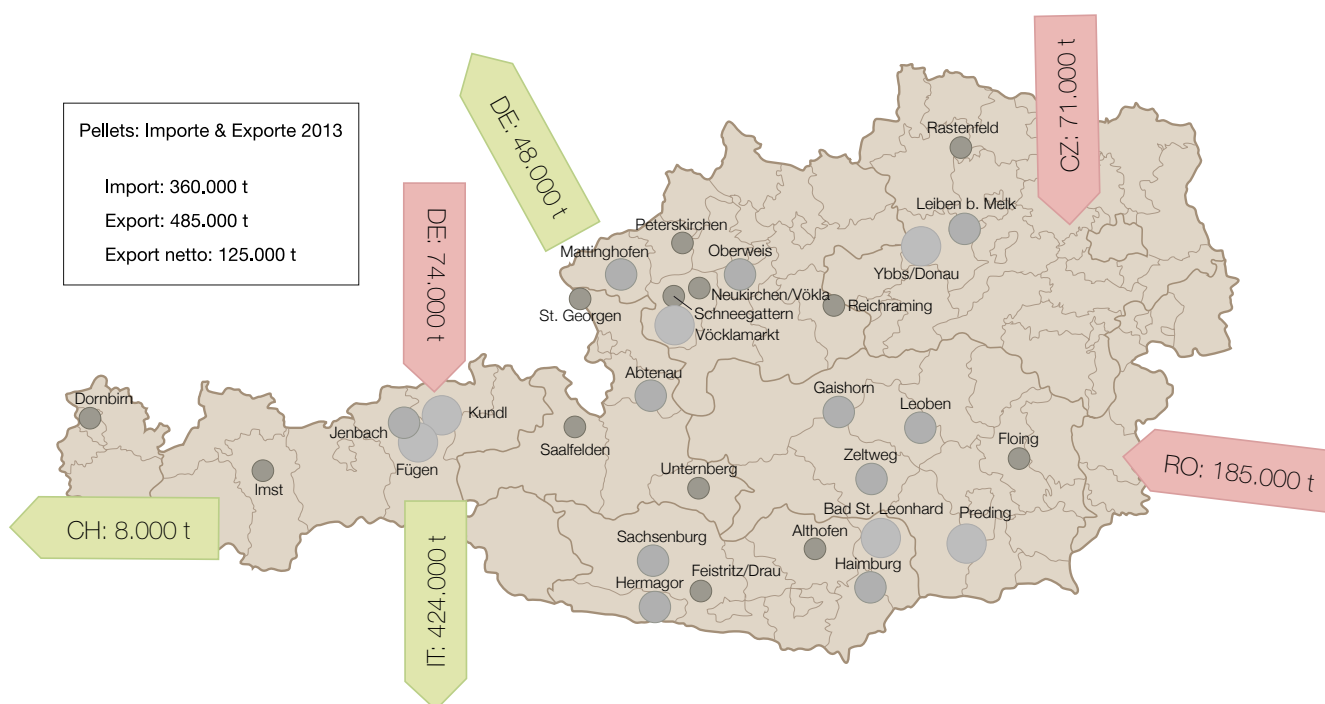 Pellets: Importe & Exporte 2013
Import: 360.000 t
Export: 485.000 t
Export netto: 125.000 t
DE: 48.000 t
CZ: 71.000 t
DE: 74.000 t
RO: 185.000 t
CH: 8.000 t
IT: 424.000 t
Rastenfeld
Leiben b. Melk
Ybbs/Donau
Peterskirchen
Mattinghofen
Oberweis
Neukirchen/Vökla
St. Georgen
Schneegattern
Reichraming
Vöcklamarkt
Abtenau
Gaishorn
Leoben
Dornbirn
Kundl
Jenbach
Fügen
Saalfelden
Floing
Imst
Unternberg
Zeltweg
Bad St. Leonhard
Preding
Sachsenburg
Althofen
Hermagor
Feistritz/Drau
Haimburg